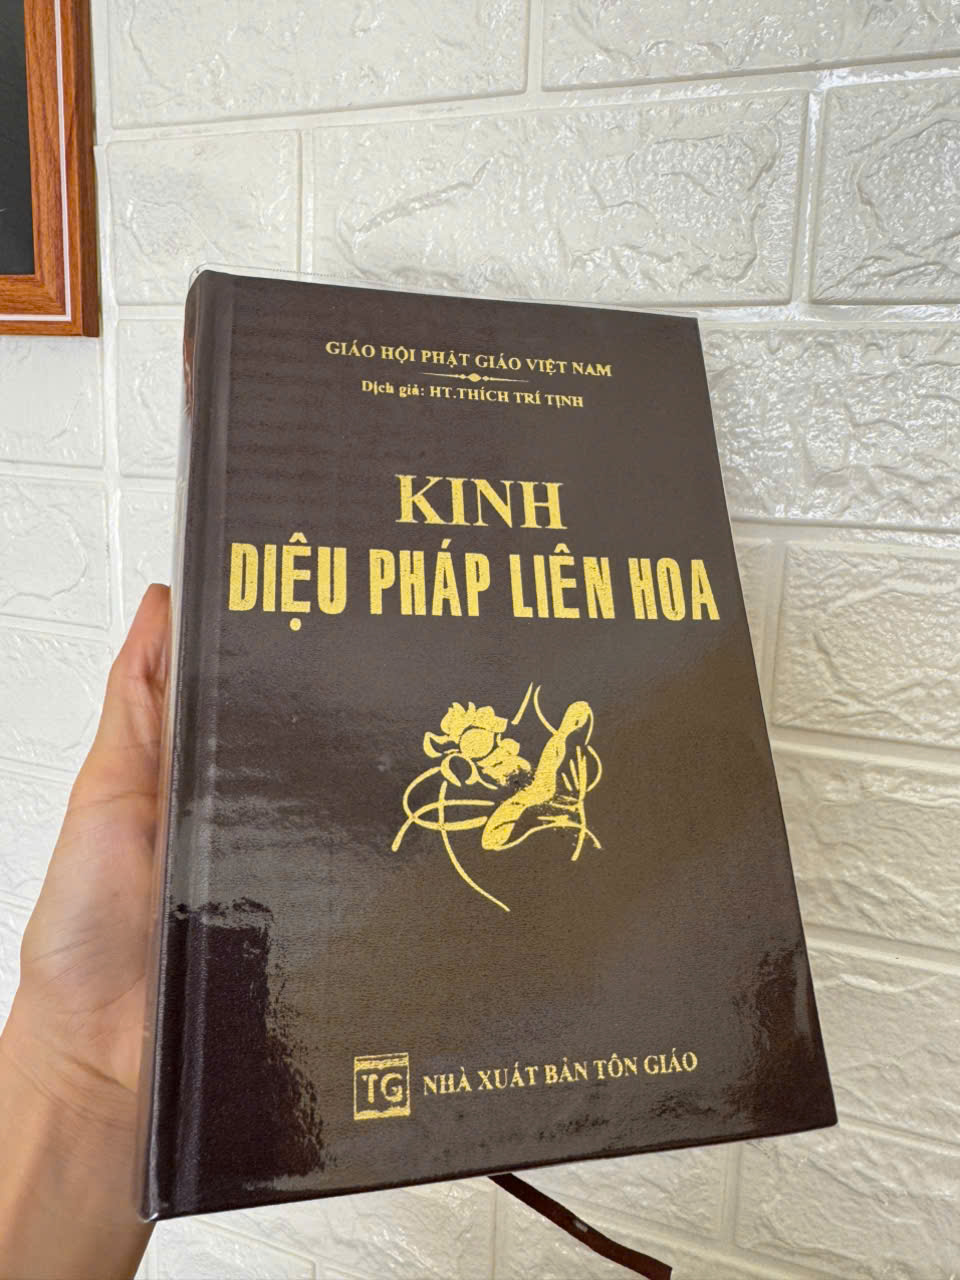 GIÁO HỘI PHẬT GIÁO VIỆT NAM
Dịch giả: HT.THÍCH TRÍ TỊNH
KINH
DIỆU PHÁP LIÊN HOA
TG NHÀ XUẤT BẢN TÔN GIÁO